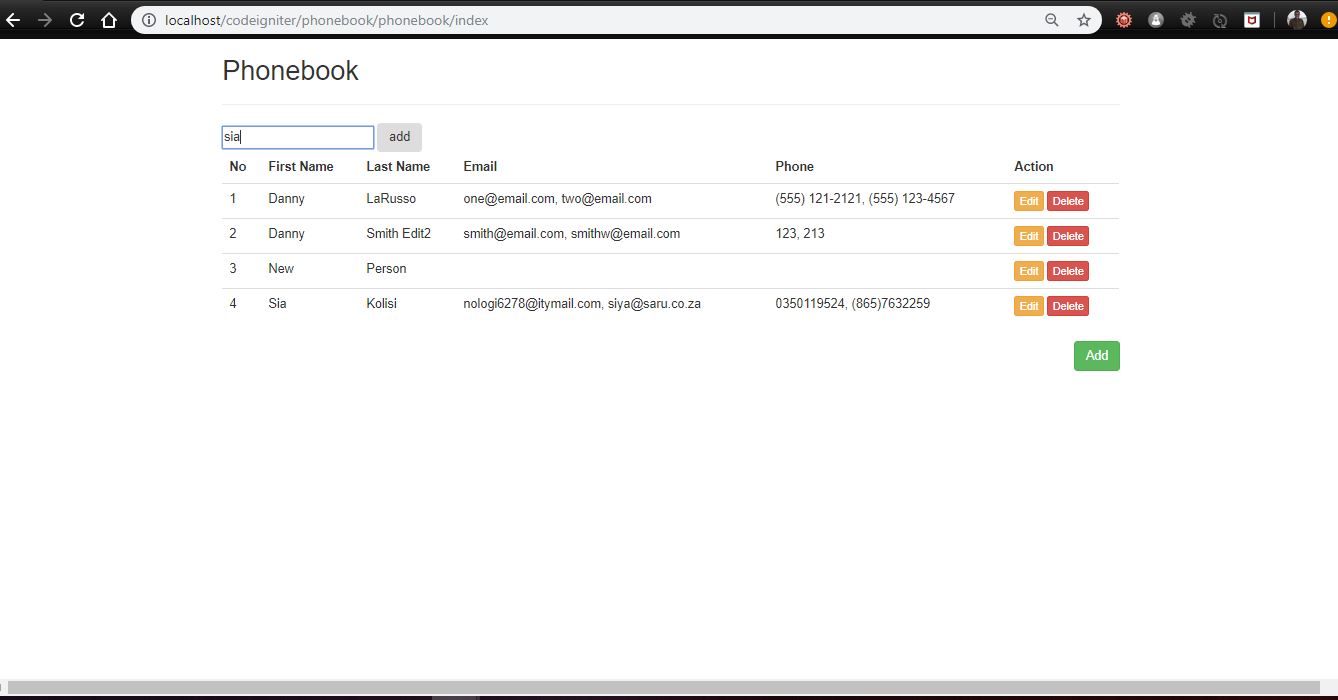 localhost/codeigniter/phonebook/phonebook/index
Phonebook
sia add
No First Name Last Name Email Phone Action
1 Danny LaRusso one@email.com, two@email.com (555) 121-2121, (555) 123-4567 Edit Delete
2 Danny Smith Edit2 smith@email.com, smithw@email.com 123, 213 Edit Delete
3 New Person Edit Delete
4 Sia Kolisi nologi6278@itymail.com, siya@saru.co.za 0350119524, (865)7632259 Edit Delete
Add